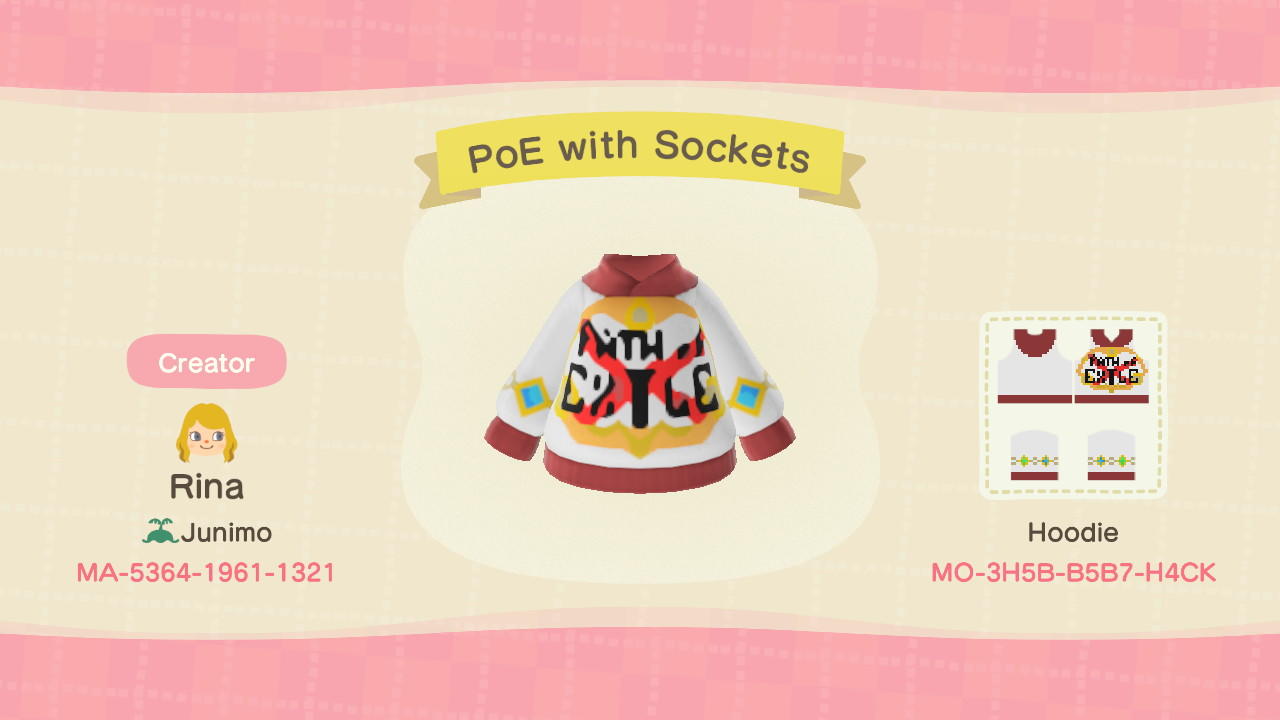 PoE with Sockets
Creator
Rina
Junimo
MA-5364-1961-1321
Hoodie
MO-3H5B-B5B7-H4CK